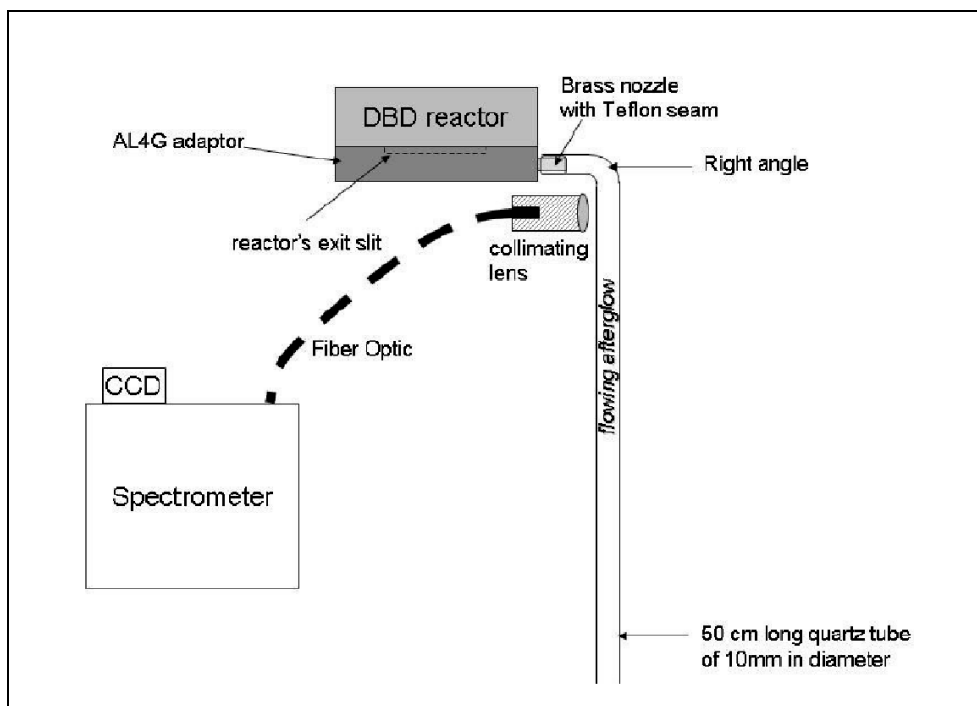 Brass nozzle
with Teflon seam
DBD reactor
AL4G adaptor
Right angle
reactor's exit slit
collimating
lens
Fiber Optic
flowing afterglow
CCD
Spectrometer
50 cm long quartz tube
of 10mm in diameter